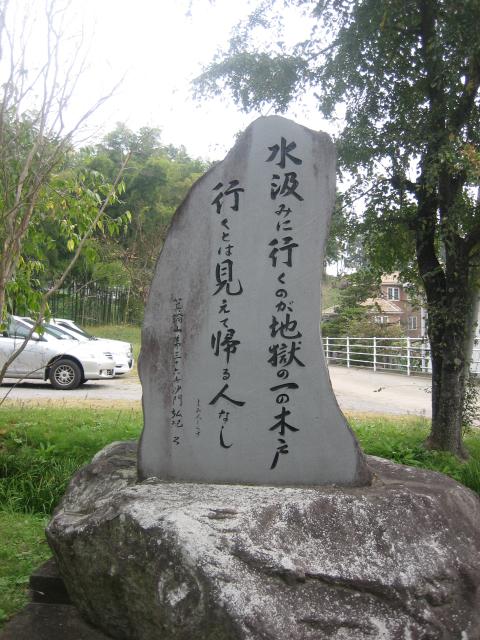 水汲みに行くのが地獄の一の木戸
行くとは見えて帰る人なし